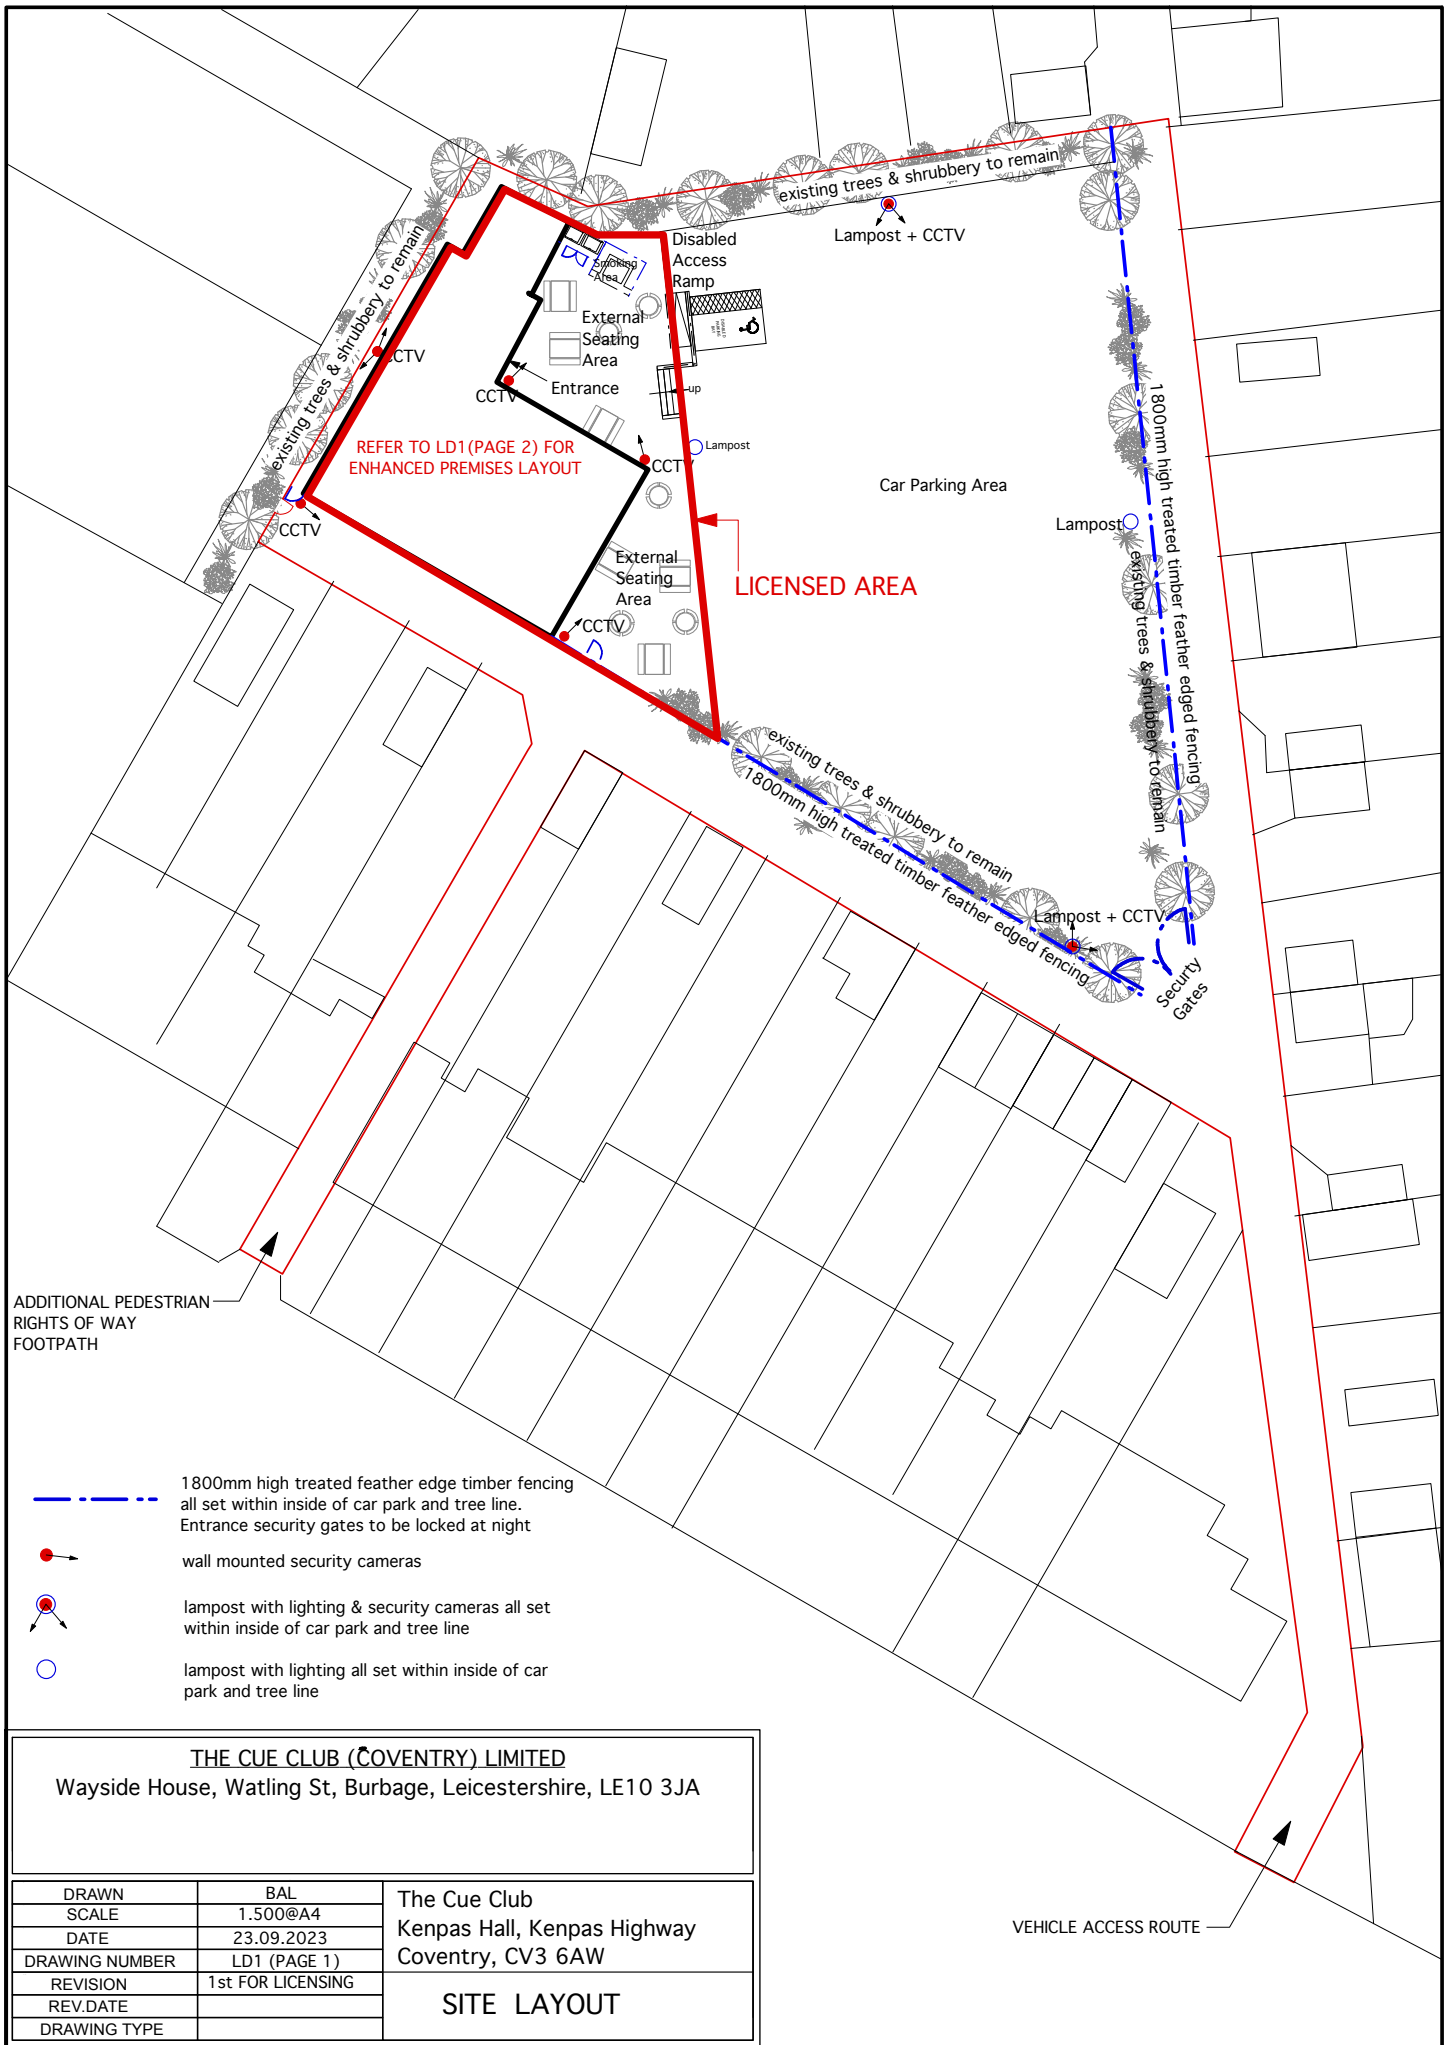 existing trees & shrubbery to remain
Lampost + CCTV
existing trees & shrubbery to remain
Disabled
Access
Ramp
Smoking
Area
External
Seating
Area
CCTV
Entrance
CCTV
up
REFER TO LD1(PAGE 2) FOR
ENHANCED PREMISES LAYOUT
CCTV
Lampost
Car Parking Area
1800mm high treated timber feather edged fencing
Lampost
existing trees & shrubbery to remain
CCTV
External
Seating
Area
LICENSED AREA
CCTV
existing trees & shrubbery to remain
1800mm high treated timber feather edged fencing
Lampost + CCTV
Securty
Gates
ADDITIONAL PEDESTRIAN
RIGHTS OF WAY
FOOTPATH
1800mm high treated feather edge timber fencing
all set within inside of car park and tree line.
Entrance security gates to be locked at night
wall mounted security cameras
lampost with lighting & security cameras all set
within inside of car park and tree line
lampost with lighting all set within inside of car
park and tree line
THE CUE CLUB (COVENTRY) LIMITED
Wayside House, Watling St, Burbage, Leicestershire, LE10 3JA
DRAWN BAL
SCALE 1.500@A4
DATE 23.09.2023
DRAWING NUMBER LD1 (PAGE 1)
REVISION 1st FOR LICENSING
REV.DATE
DRAWING TYPE
The Cue Club
Kenpas Hall, Kenpas Highway
Coventry, CV3 6AW
SITE LAYOUT
VEHICLE ACCESS ROUTE